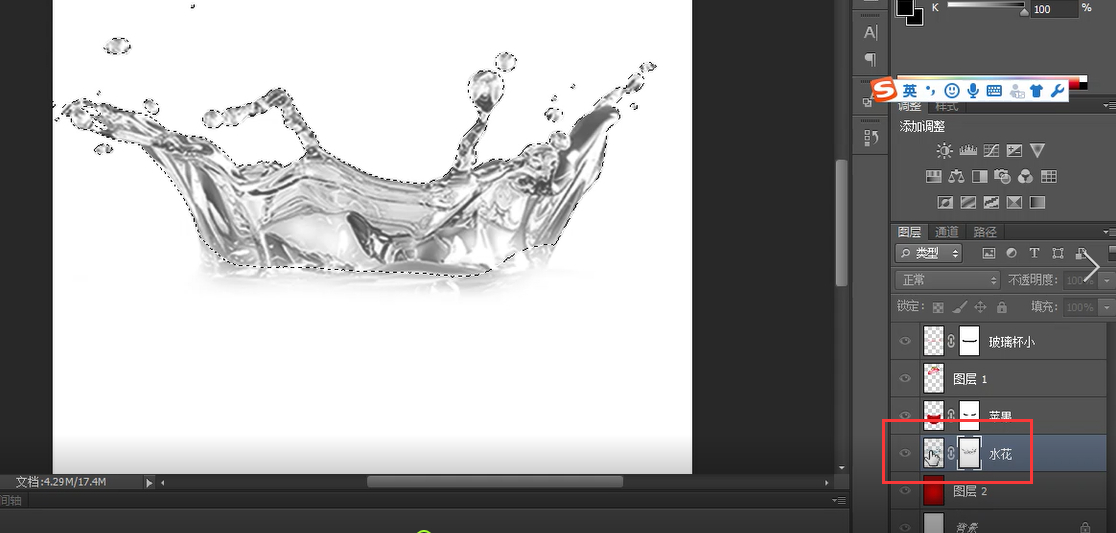 K
100
%
A|
英
调整 样式
添加调整
图层 通道 路径
类型
T
正常
不透明度: 100%
锁定:
填充: 100%
玻璃杯小
图层 1
苹果
水花
图层 2
背景
文档:4.29M/17.4M
间轴